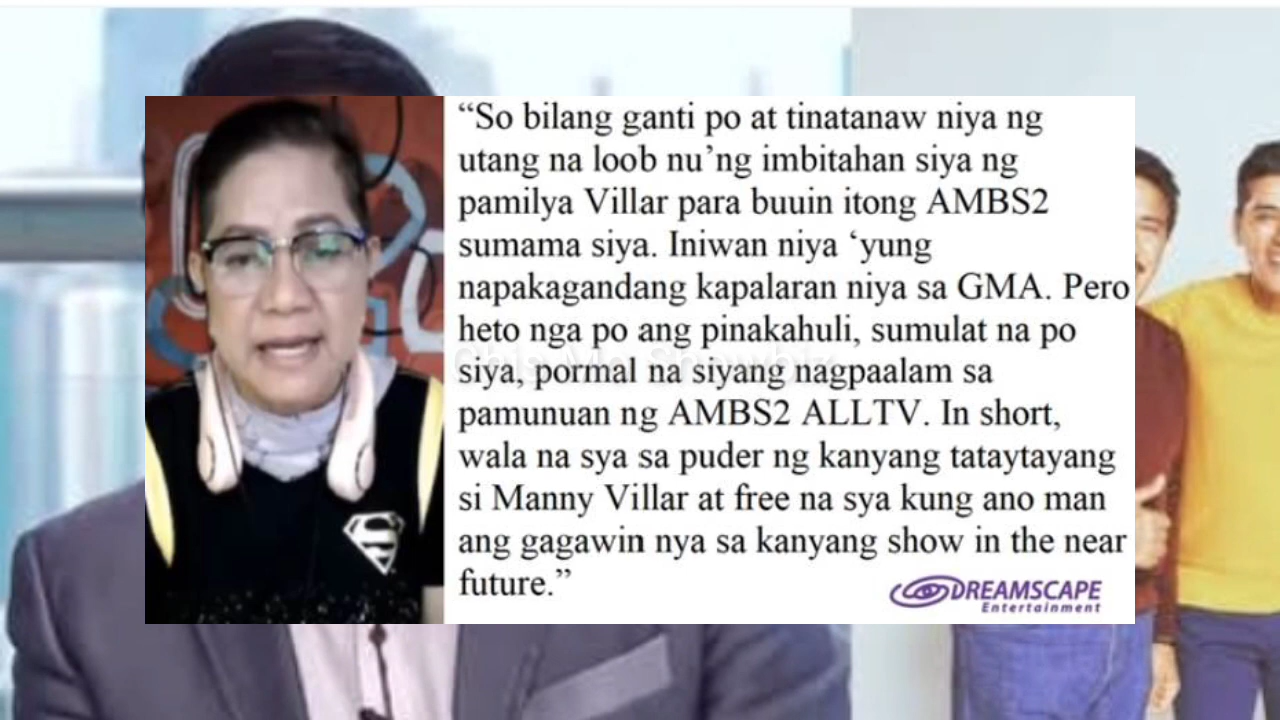 “So bilang ganti po at tinatanaw niya ng
utang na loob nu’ng imbitahan siya ng
pamilya Villar para buuin itong AMBS2
sumama siya. Iniwan niya ‘yung
napakagandang kapalaran niya sa GMA. Pero
heto nga po ang pinakahuli, sumulat na po
siya, pormal na siyang nagpaalam sa
pamunuan ng AMBS2 ALLTV. In short,
wala na sya sa puder ng kanyang tataytayang
si Manny Villar at free na sya kung ano man
ang gagawin nya sa kanyang show in the near
future.”
DREAMSCAPE
Entertainment